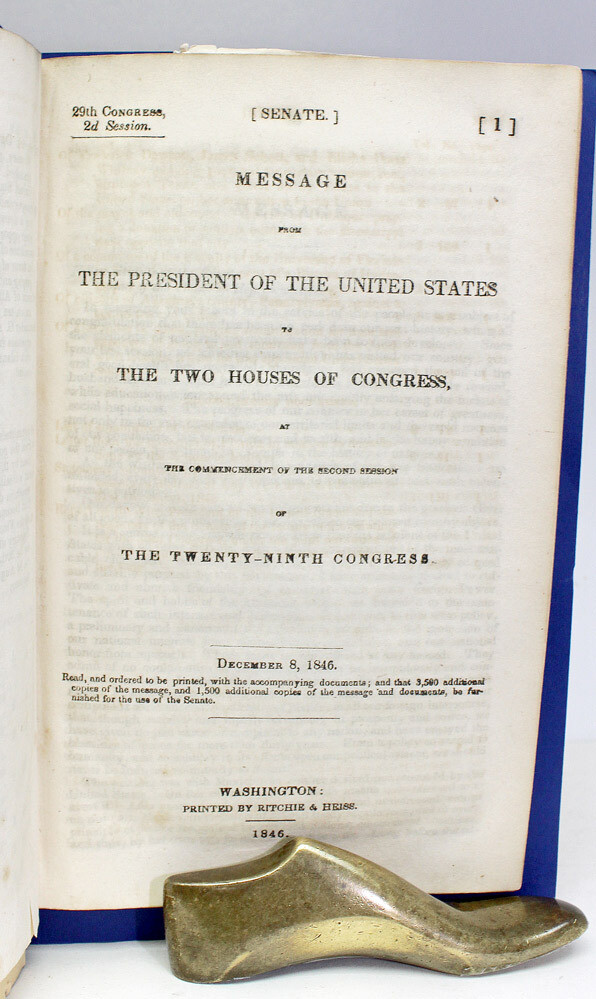 29th CONGRESS,
2d Session.
[ SENATE. ]
[ 1 ]
MESSAGE
FROM
THE PRESIDENT OF THE UNITED STATES
TO
THE TWO HOUSES OF CONGRESS,
AT
THE COMMENCEMENT OF THE SECOND SESSION
OF
THE TWENTY-NINTH CONGRESS.
DECEMBER 8, 1846.
Read, and ordered to be printed, with the accompanying documents; and that 3,500 additional
copies of the message, and 1,500 additional copies of the message and documents, be fur-
nished for the use of the Senate.
WASHINGTON:
PRINTED BY RITCHIE & HEISS.
1846.